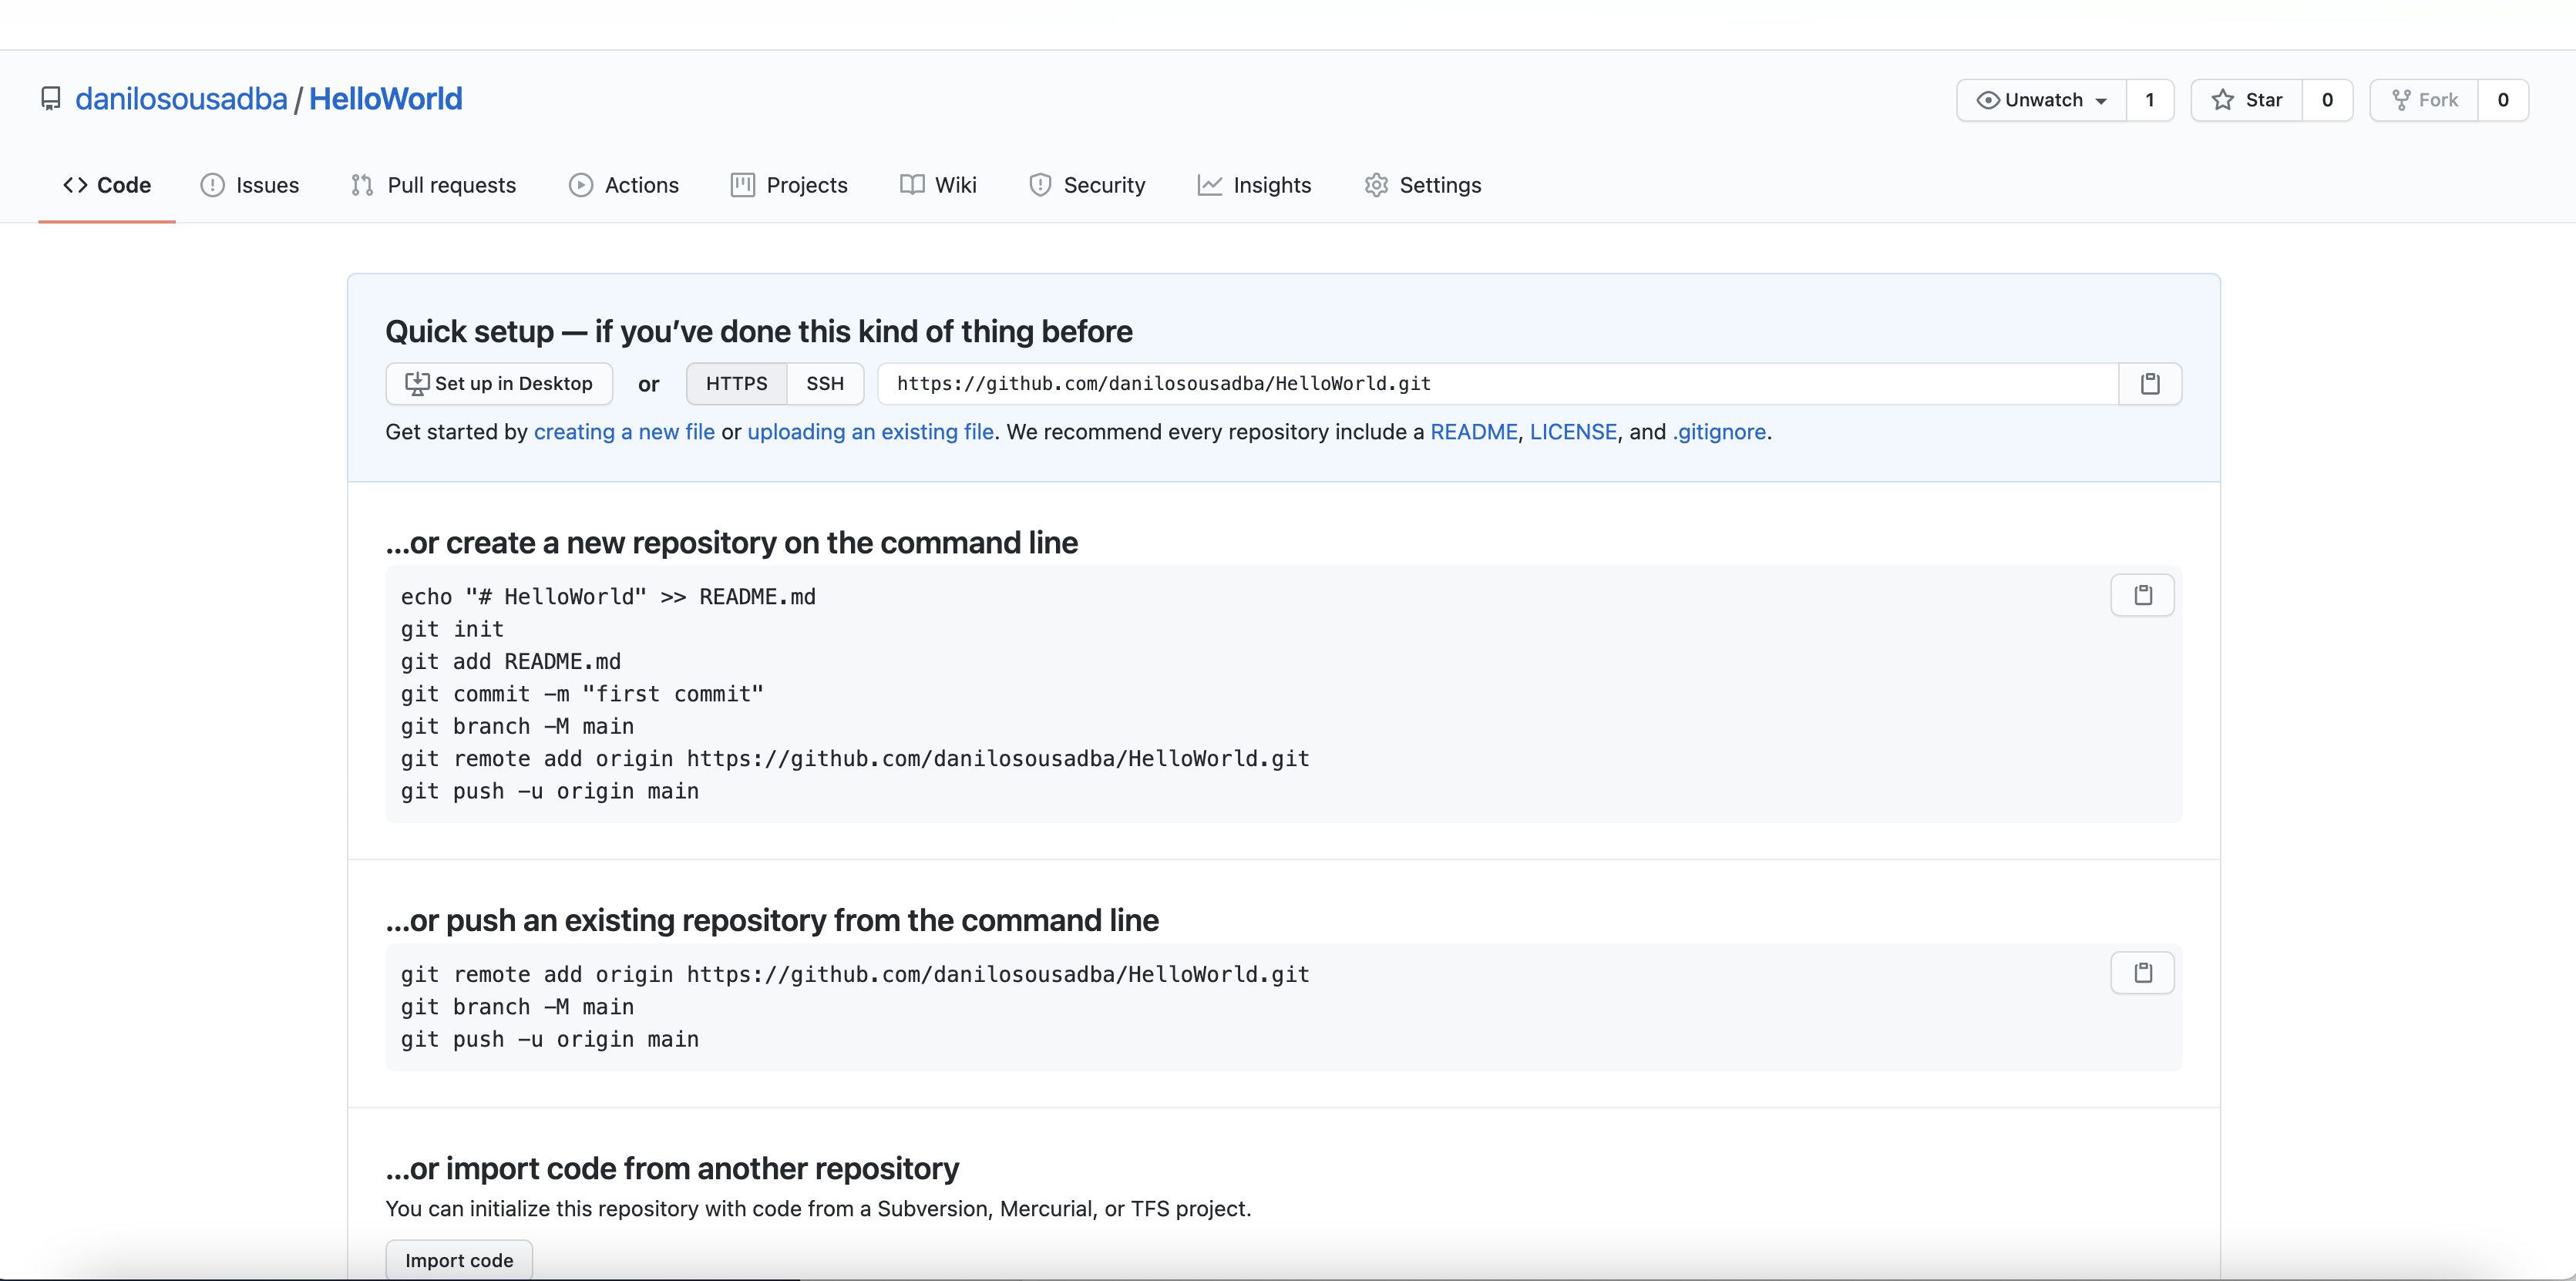 danilosousadba / HelloWorld
Unwatch 1 Star 0 Fork 0
Code Issues Pull requests Actions Projects Wiki Security Insights Settings
Quick setup — if you’ve done this kind of thing before
Set up in Desktop or HTTPS SSH https://github.com/danilosousadba/HelloWorld.git
Get started by creating a new file or uploading an existing file. We recommend every repository include a README, LICENSE, and .gitignore.
…or create a new repository on the command line
echo "# HelloWorld" >> README.md
git init
git add README.md
git commit -m "first commit"
git branch -M main
git remote add origin https://github.com/danilosousadba/HelloWorld.git
git push -u origin main
…or push an existing repository from the command line
git remote add origin https://github.com/danilosousadba/HelloWorld.git
git branch -M main
git push -u origin main
…or import code from another repository
You can initialize this repository with code from a Subversion, Mercurial, or TFS project.
Import code